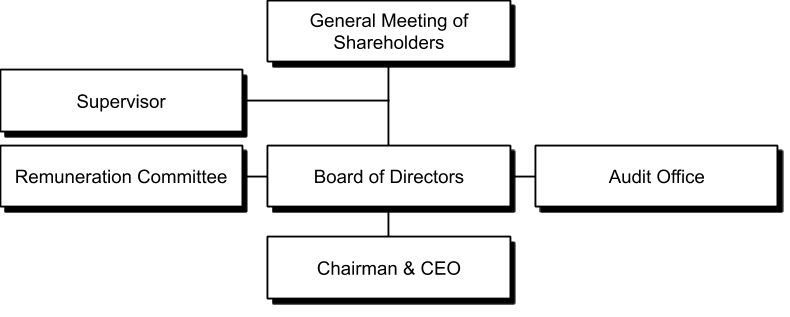 General Meeting of
Shareholders
Supervisor
Remuneration Committee
Board of Directors
Audit Office
Chairman & CEO